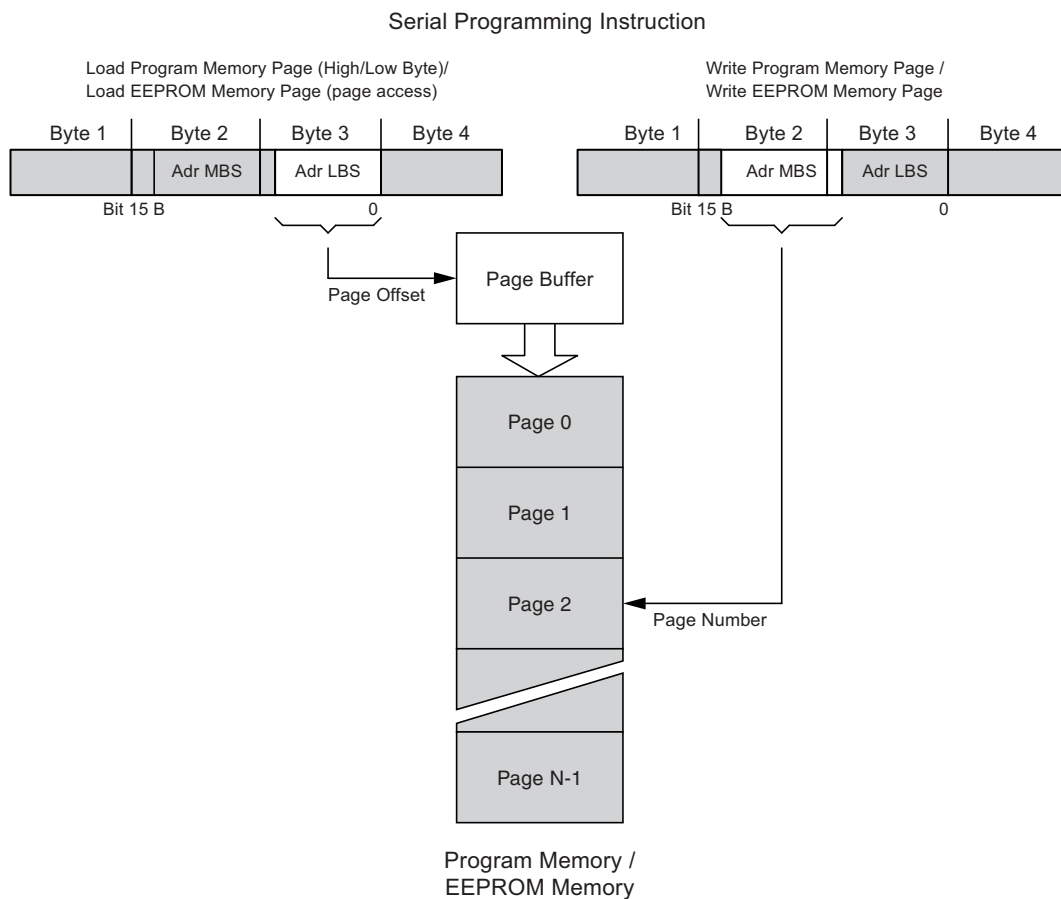 Serial Programming Instruction
Load Program Memory Page (High/Low Byte)/
Load EEPROM Memory Page (page access)
Write Program Memory Page /
Write EEPROM Memory Page
Byte 1 Byte 2 Byte 3 Byte 4
Adr MBS Adr LBS
Bit 15 B 0
Byte 1 Byte 2 Byte 3 Byte 4
Adr MBS Adr LBS
Bit 15 B 0
Page Buffer
Page Offset
Page 0
Page 1
Page 2
Page Number
Page N-1
Program Memory /
EEPROM Memory